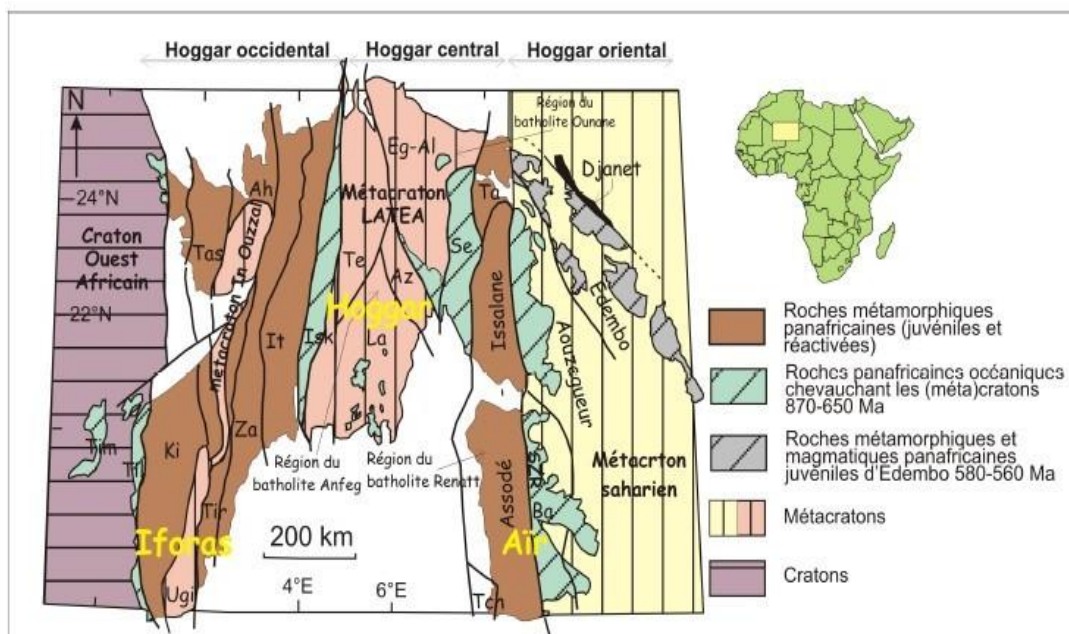 Hoggar occidental
Hoggar central
Hoggar oriental
N
Région du
batholite Ounane
Eg-Al
Djanet
24°N
Ah
Métacraton
LATEA
Ta
Craton
Ouest
Africain
Tas
métacraton In Ouzzal
Te
Az
Se
Edembo
22°N
Hoggar
Issalane
It
Isk
La
Aouzegueur
Tim
Til
Ki
Za
Région du
batholite Anfeg
Région du
batholite Renatt
Assodé
SZR
Métacrton
saharien
Tir
Ba
Iforas
200 km
Aïr
Ugi
4°E
6°E
Tch
Roches métamorphiques
panafricaines (juvéniles et
réactivées)
Roches panafricaines océaniques
chevauchant les (méta)cratons
870-650 Ma
Roches métamorphiques et
magmatiques panafricaines
juvéniles d'Edembo 580-560 Ma
Métacratons
Cratons